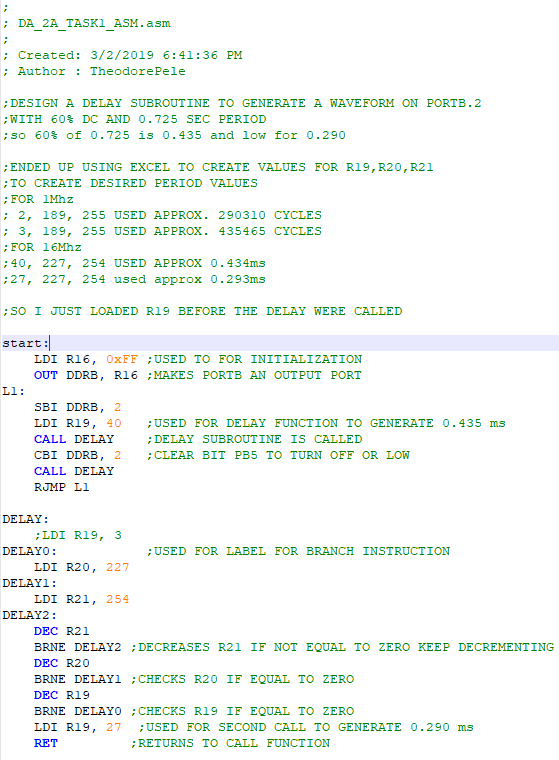 ;
; DA_2A_TASK1_ASM.asm
;
; Created: 3/2/2019 6:41:36 PM
; Author : TheodorePele
;DESIGN A DELAY SUBROUTINE TO GENERATE A WAVEFORM ON PORTB.2
;WITH 60% DC AND 0.725 SEC PERIOD
;so 60% of 0.725 is 0.435 and low for 0.290
;ENDED UP USING EXCEL TO CREATE VALUES FOR R19,R20,R21
;TO CREATE DESIRED PERIOD VALUES
;FOR 1Mhz
; 2, 189, 255 USED APPROX. 290310 CYCLES
; 3, 189, 255 USED APPROX. 435465 CYCLES
;FOR 16Mhz
;40, 227, 254 USED APPROX 0.434ms
;27, 227, 254 used approx 0.293ms
;SO I JUST LOADED R19 BEFORE THE DELAY WERE CALLED
start:
LDI R16, 0xFF ;USED TO FOR INITIALIZATION
OUT DDRB, R16 ;MAKES PORTB AN OUTPUT PORT
L1:
SBI DDRB, 2
LDI R19, 40 ;USED FOR DELAY FUNCTION TO GENERATE 0.435 ms
CALL DELAY ;DELAY SUBROUTINE IS CALLED
CBI DDRB, 2 ;CLEAR BIT PB5 TO TURN OFF OR LOW
CALL DELAY
RJMP L1
DELAY:
;LDI R19, 3
DELAY0: ;USED FOR LABEL FOR BRANCH INSTRUCTION
LDI R20, 227
DELAY1:
LDI R21, 254
DELAY2:
DEC R21
BRNE DELAY2 ;DECREASES R21 IF NOT EQUAL TO ZERO KEEP DECREMENTING
DEC R20
BRNE DELAY1 ;CHECKS R20 IF EQUAL TO ZERO
DEC R19
BRNE DELAY0 ;CHECKS R19 IF EQUAL TO ZERO
LDI R19, 27 ;USED FOR SECOND CALL TO GENERATE 0.290 ms
RET ;RETURNS TO CALL FUNCTION